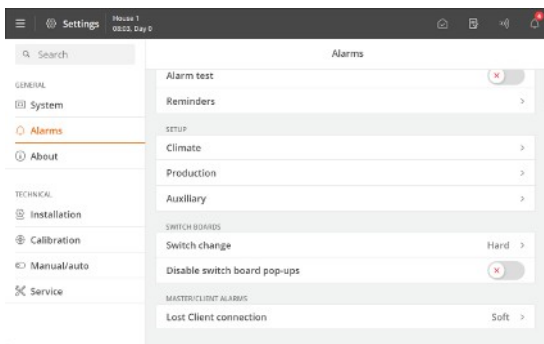 Settings
House 1
08:03, Day 0
4
Search
Alarms
GENERAL
System
Alarms
About
TECHNICAL
Installation
Calibration
Manual/auto
Service
Alarm test
Reminders
SETUP
Climate
Production
Auxiliary
SWITCH BOARDS
Switch change Hard
Disable switch board pop-ups
MASTER/CLIENT ALARMS
Lost Client connection Soft